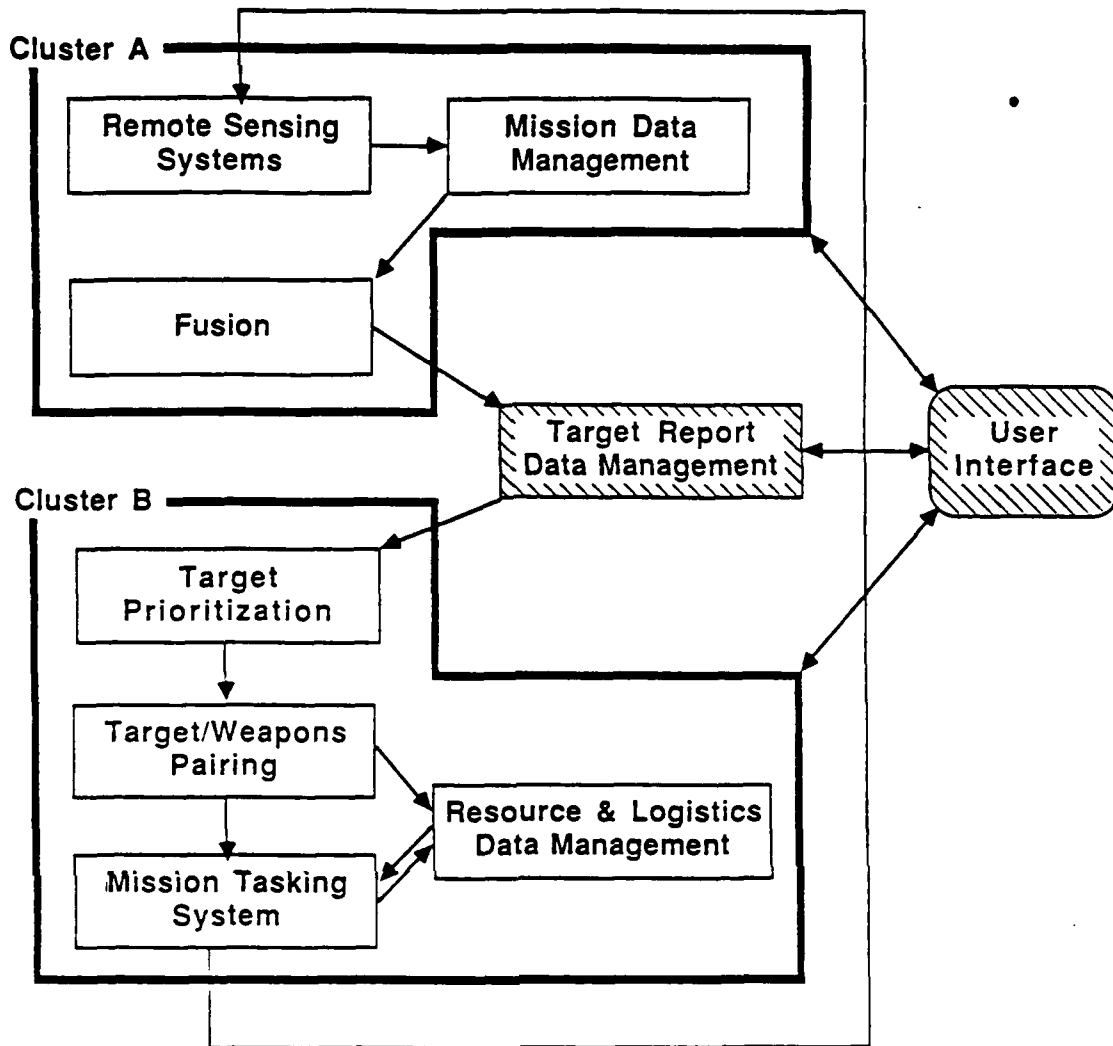 Cluster A
Remote Sensing
Systems
Mission Data
Management
Fusion
Target Report
Data Management
User
Interface
Cluster B
Target
Prioritization
Target/Weapons
Pairing
Resource & Logistics
Data Management
Mission Tasking
System